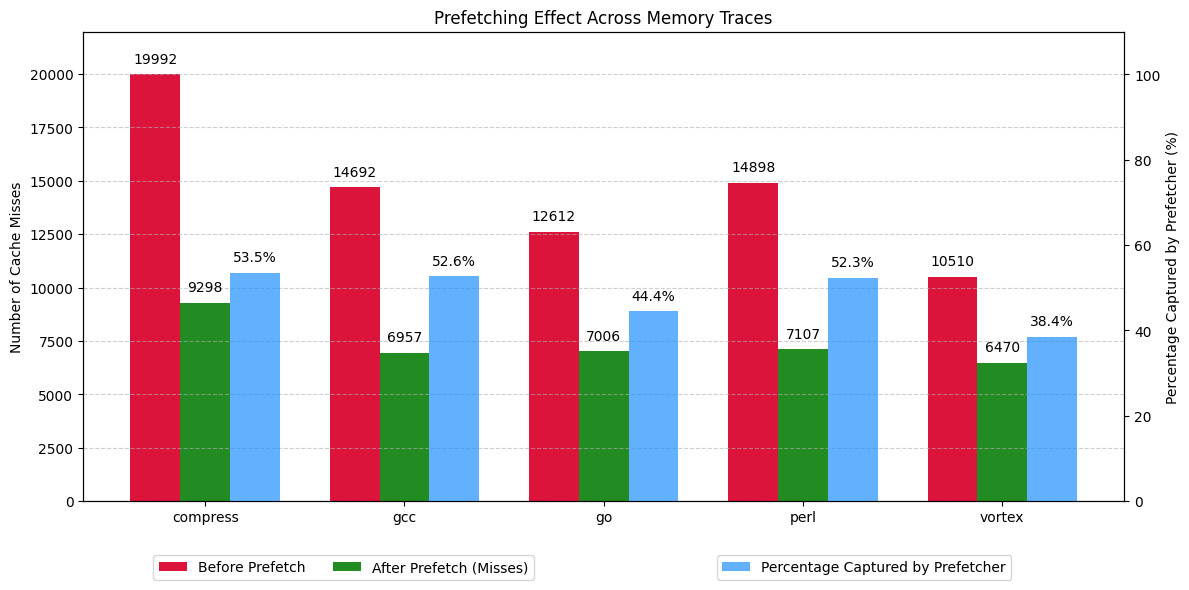 Prefetching Effect Across Memory Traces
Number of Cache Misses
20000
17500
15000
12500
10000
7500
5000
2500
0
19992
9298
53.5%
14692
6957
52.6%
12612
7006
44.4%
14898
7107
52.3%
10510
6470
38.4%
100
80
60
40
20
0
Percentage Captured by Prefetcher (%)
compress
gcc
go
perl
vortex
Before Prefetch
After Prefetch (Misses)
Percentage Captured by Prefetcher